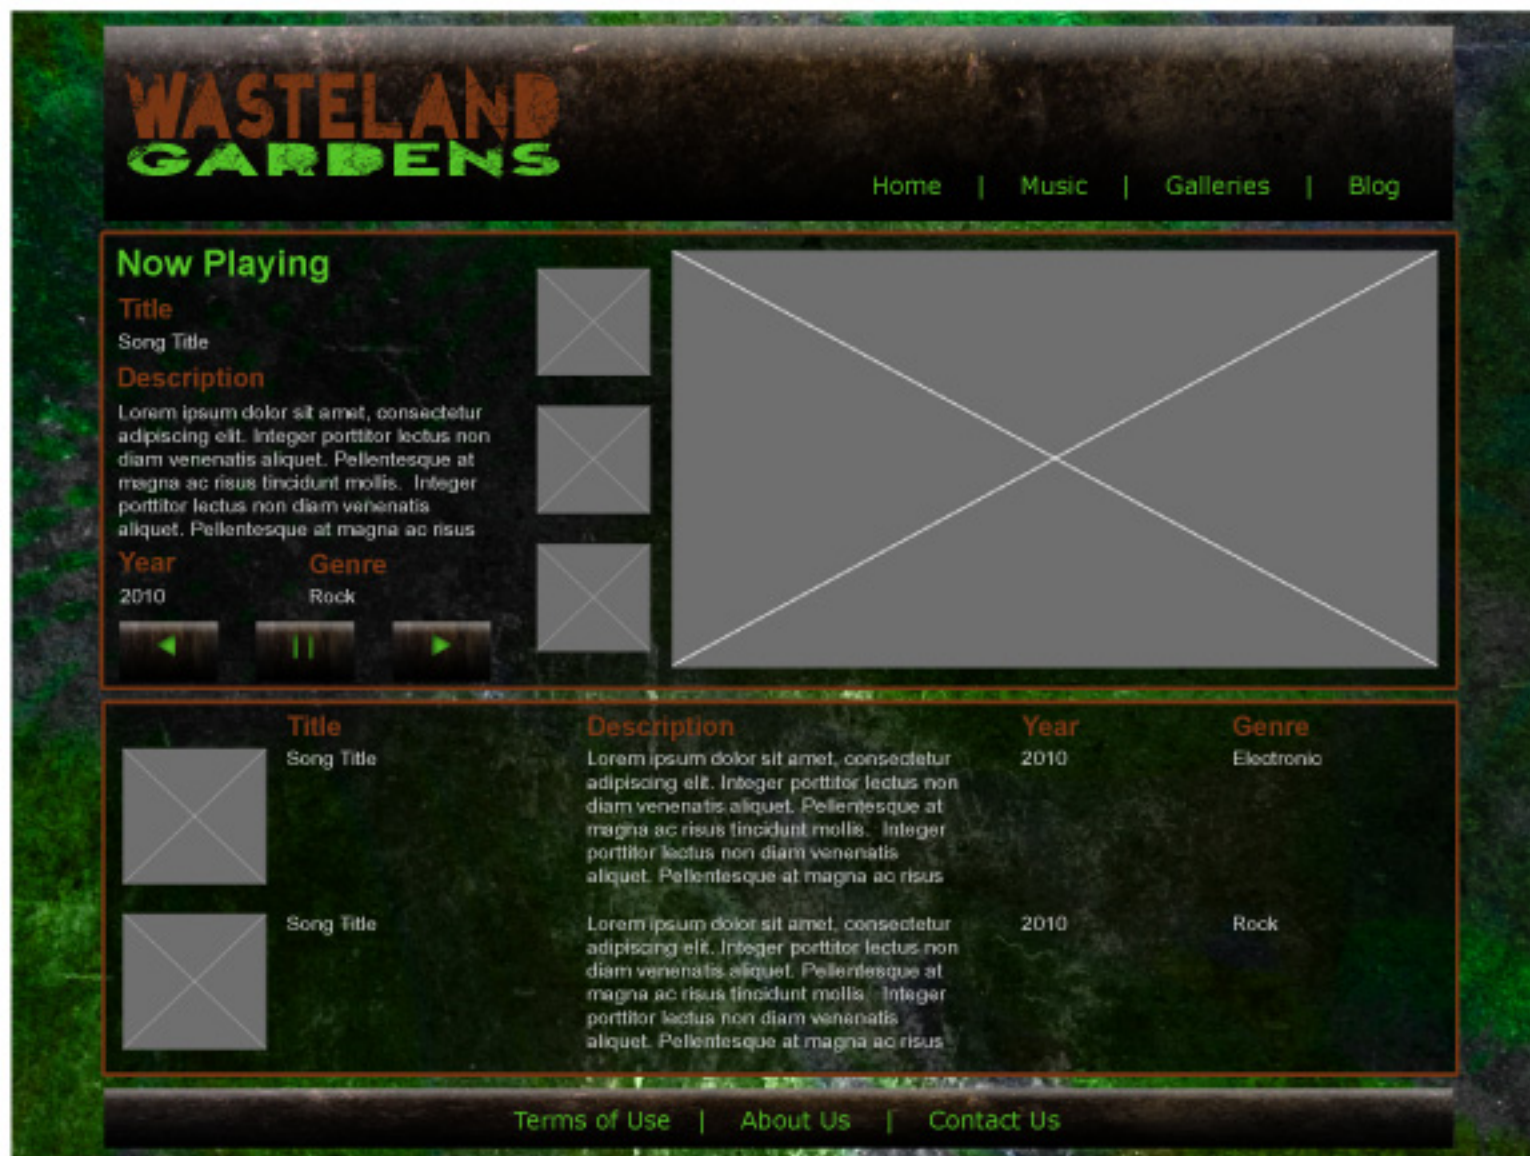 WASTELAND
GARDENS
Home | Music | Galleries | Blog
Now Playing
Title
Song Title
Description
Lorem ipsum dolor sit amet, consectetur
adipiscing elit. Integer porttitor lectus non
diam venenatis aliquet. Pellentesque at
magna ac risus tincidunt mollis. Integer
porttitor lectus non diam venenatis
aliquet. Pellentesque at magna ac risus
Year Genre
2010 Rock
Title Description Year Genre
Song Title Lorem ipsum dolor sit amet, consectetur 2010 Electronic
adipiscing elit. Integer porttitor lectus non
diam venenatis aliquet. Pellentesque at
magna ac risus tincidunt mollis. Integer
porttitor lectus non diam venenatis
aliquet. Pellentesque at magna ac risus
Song Title Lorem ipsum dolor sit amet, consectetur 2010 Rock
adipiscing elit. Integer porttitor lectus non
diam venenatis aliquet. Pellentesque at
magna ac risus tincidunt mollis. Integer
porttitor lectus non diam venenatis
aliquet. Pellentesque at magna ac risus
Terms of Use | About Us | Contact Us